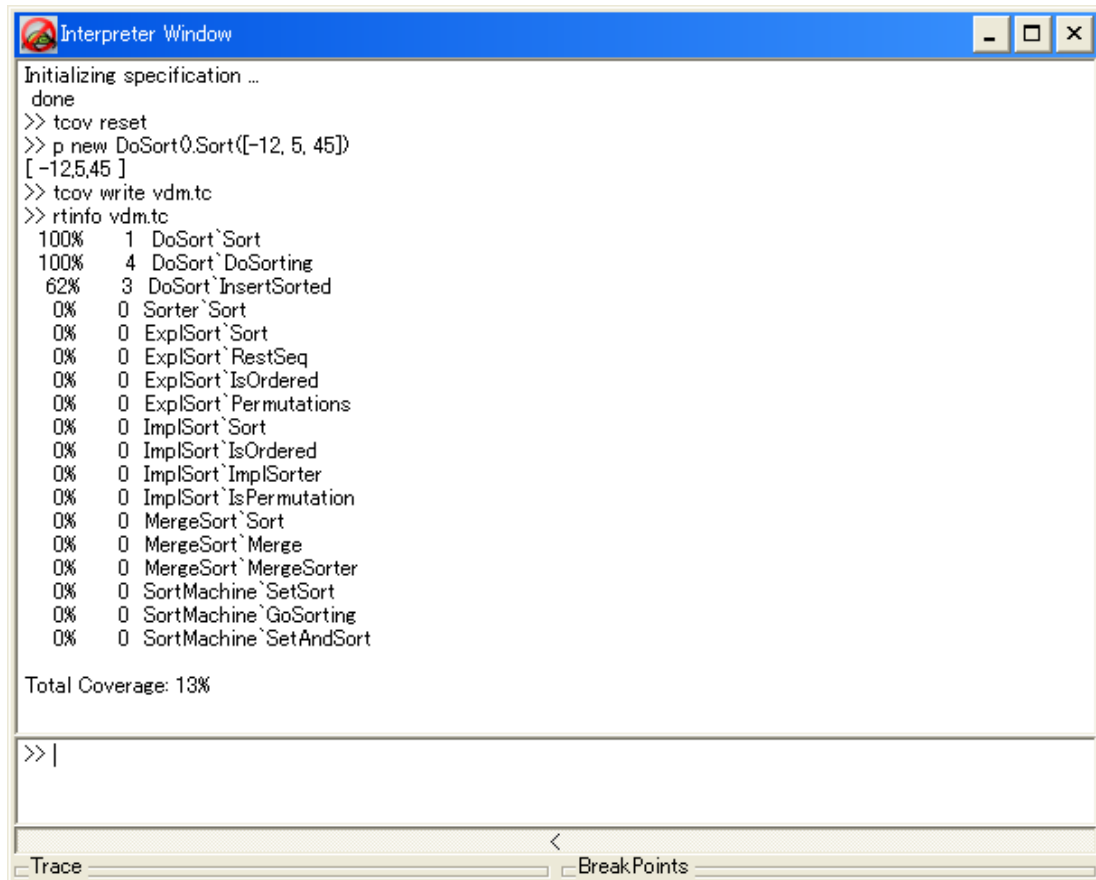 Interpreter Window
Initializing specification ...
done
>> tcov reset
>> p new DoSort().Sort([-12, 5, 45])
[ -12,5,45 ]
>> tcov write vdm.tc
>> rtinfo vdm.tc
100% 1 DoSort`Sort
100% 4 DoSort`DoSorting
62% 3 DoSort`InsertSorted
0% 0 Sorter`Sort
0% 0 ExplSort`Sort
0% 0 ExplSort`RestSeq
0% 0 ExplSort`IsOrdered
0% 0 ExplSort`Permutations
0% 0 ImplSort`Sort
0% 0 ImplSort`IsOrdered
0% 0 ImplSort`ImplSorter
0% 0 ImplSort`IsPermutation
0% 0 MergeSort`Sort
0% 0 MergeSort`Merge
0% 0 MergeSort`MergeSorter
0% 0 SortMachine`SetSort
0% 0 SortMachine`GoSorting
0% 0 SortMachine`SetAndSort
Total Coverage: 13%
>>
<
Trace BreakPoints